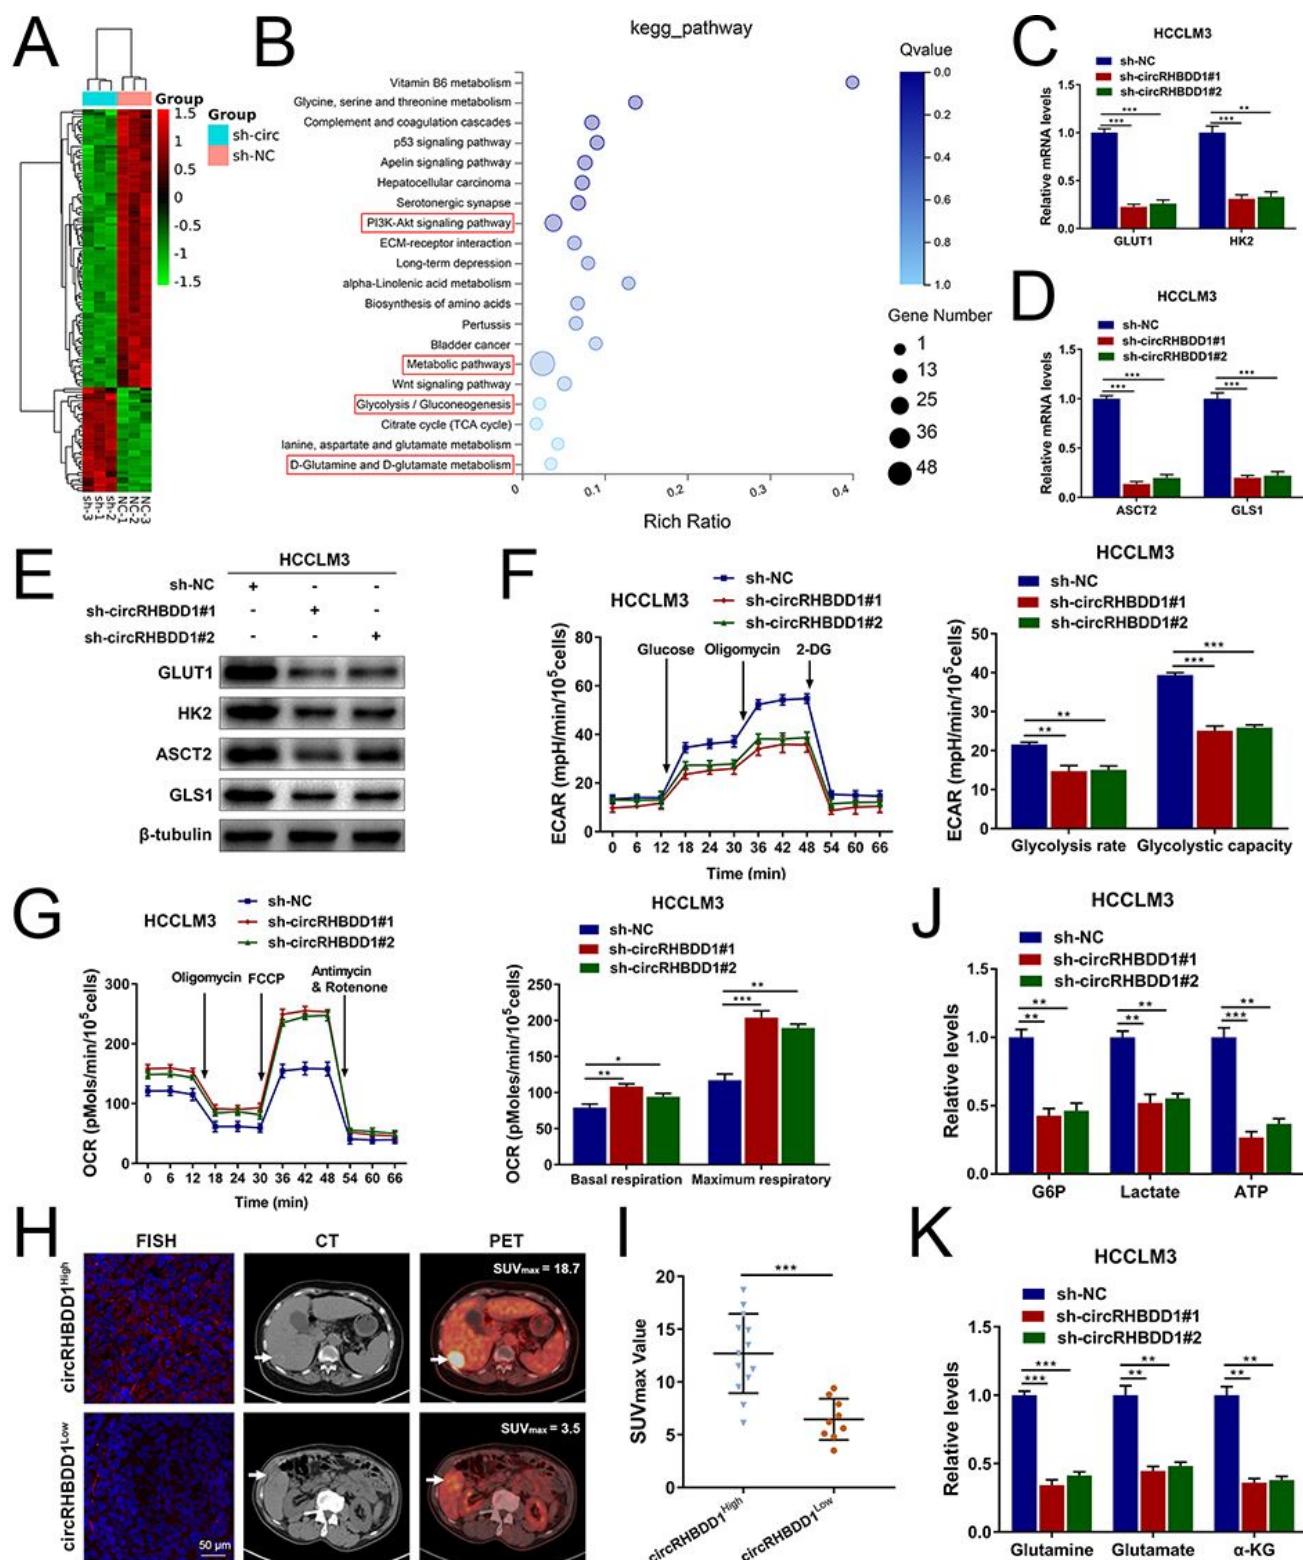 A
Group
1.5
1
0.5
0
-0.5
-1
-1.5
Group
sh-circ
sh-NC
sh-3
sh-1
sh-2
NC-1
NC-2
NC-3
B
kegg_pathway
Vitamin B6 metabolism
Glycine, serine and threonine metabolism
Complement and coagulation cascades
p53 signaling pathway
Apelin signaling pathway
Hepatocellular carcinoma
Serotonergic synapse
PI3K-Akt signaling pathway
ECM-receptor interaction
Long-term depression
alpha-Linolenic acid metabolism
Biosynthesis of amino acids
Pertussis
Bladder cancer
Metabolic pathways
Wnt signaling pathway
Glycolysis / Gluconeogenesis
Citrate cycle (TCA cycle)
lanine, aspartate and glutamate metabolism
D-Glutamine and D-glutamate metabolism
0 0.1 0.2 0.3 0.4
Rich Ratio
Qvalue
0.0
0.2
0.4
0.6
0.8
1.0
Gene Number
1
13
25
36
48
C
HCCLM3
sh-NC
sh-circRHBDD1#1
sh-circRHBDD1#2
Relative mRNA levels
1.5
1.0
0.5
0.0
*** ***
*** **
GLUT1 HK2
D
HCCLM3
sh-NC
sh-circRHBDD1#1
sh-circRHBDD1#2
Relative mRNA levels
1.5
1.0
0.5
0.0
*** ***
*** ***
ASCT2 GLS1
E
HCCLM3
sh-NC + - -
sh-circRHBDD1#1 - + -
sh-circRHBDD1#2 - - +
GLUT1
HK2
ASCT2
GLS1
β-tubulin
F
HCCLM3
sh-NC
sh-circRHBDD1#1
sh-circRHBDD1#2
Glucose Oligomycin 2-DG
ECAR (mpH/min/10⁵cells)
80
60
40
20
0
0 6 12 18 24 30 36 42 48 54 60 66
Time (min)
HCCLM3
sh-NC
sh-circRHBDD1#1
sh-circRHBDD1#2
ECAR (mpH/min/10⁵cells)
50
40
30
20
10
0
** **
*** ***
Glycolysis rate Glycolystic capacity
G
HCCLM3
sh-NC
sh-circRHBDD1#1
sh-circRHBDD1#2
Oligomycin FCCP Antimycin
& Rotenone
OCR (pMols/min/10⁵cells)
300
200
100
0
0 6 12 18 24 30 36 42 48 54 60 66
Time (min)
HCCLM3
sh-NC
sh-circRHBDD1#1
sh-circRHBDD1#2
OCR (pMoles/min/10⁵cells)
250
200
150
100
50
0
** *
*** **
Basal respiration Maximum respiratory
J
HCCLM3
sh-NC
sh-circRHBDD1#1
sh-circRHBDD1#2
Relative levels
1.5
1.0
0.5
0.0
** **
** **
*** **
G6P Lactate ATP
H
FISH CT PET
circRHBDD1High
SUVmax = 18.7
circRHBDD1Low
SUVmax = 3.5
50 μm
I
SUVmax Value
20
15
10
5
0
***
circRHBDD1High
circRHBDD1Low
K
HCCLM3
sh-NC
sh-circRHBDD1#1
sh-circRHBDD1#2
Relative levels
1.5
1.0
0.5
0.0
*** ***
** **
** **
Glutamine Glutamate α-KG